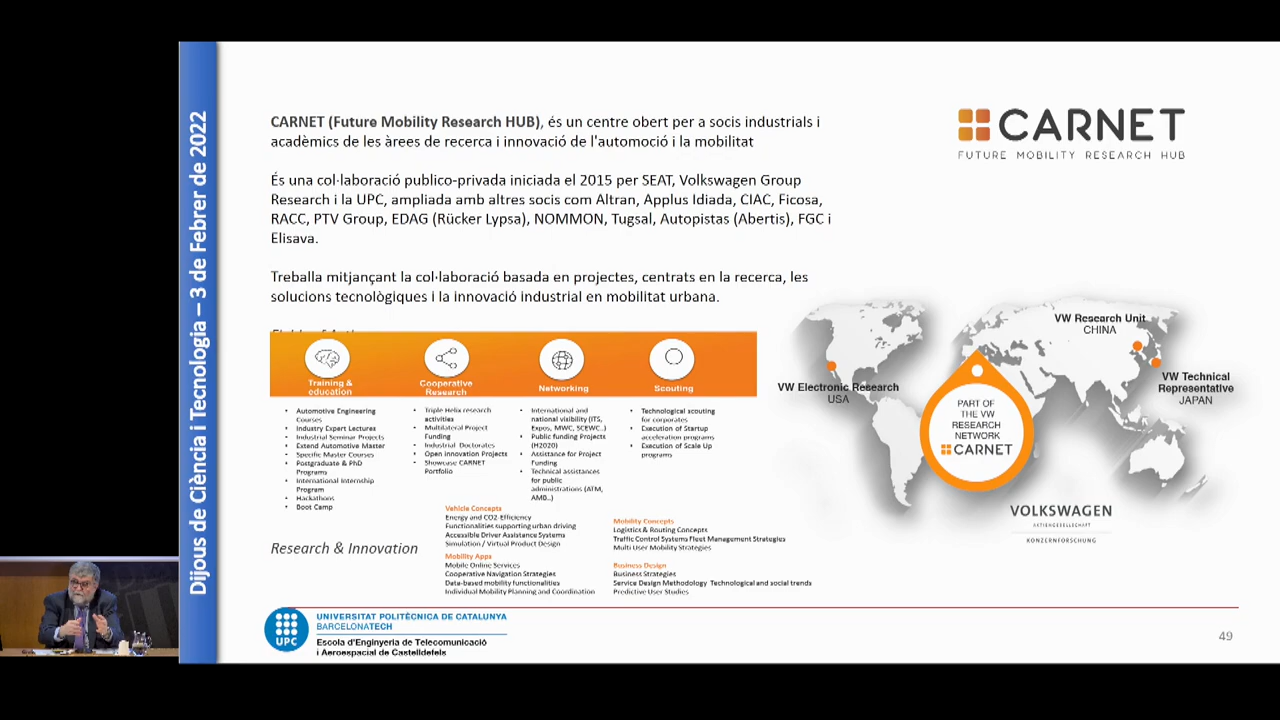 Dijous de Ciència i Tecnologia – 3 de Febrer de 2022
CARNET (Future Mobility Research HUB), és un centre obert per a socis industrials i
acadèmics de les àrees de recerca i innovació de l'automoció i la mobilitat
És una col·laboració publico-privada iniciada el 2015 per SEAT, Volkswagen Group
Research i la UPC, ampliada amb altres socis com Altran, Applus Idiada, CIAC, Ficosa,
RACC, PTV Group, EDAG (Rücker Lypsa), NOMMON, Tugsal, Autopistas (Abertis), FGC i
Elisava.
Treballa mitjançant la col·laboració basada en projectes, centrats en la recerca, les
solucions tecnològiques i la innovació industrial en mobilitat urbana.
CARNET
FUTURE MOBILITY RESEARCH HUB
Training &
education
Automotive Engineering
Courses
Industry Expert Lectures
Industrial Seminar Projects
Extend Automotive Master
Specific Master Courses
Postgraduate & PhD
Programs
International Internship
Program
Hackathons
Boot Camp
Cooperative
Research
Triple Helix research
activities
Multilateral Project
Funding
Industrial Doctorates
Open innovation Projects
Showcase CARNET
Portfolio
Networking
International and
national visibility (ITS,
Expos, MWC, SCEWC..)
Public funding Projects
(H2020)
Assistance for Project
Funding
Technical assistances
for public
administrations (ATM,
AMB..)
Scouting
Technological scouting
for corporates
Execution of Startup
acceleration programs
Execution of Scale Up
programs
Research & Innovation
Vehicle Concepts
Energy and CO2-Efficiency
Functionalities supporting urban driving
Accessible Driver Assistance Systems
Simulation / Virtual Product Design
Mobility Apps
Mobile Online Services
Cooperative Navigation Strategies
Data-based mobility functionalities
Individual Mobility Planning and Coordination
Mobility Concepts
Logistics & Routing Concepts
Traffic Control Systems Fleet Management Strategies
Multi User Mobility Strategies
Business Design
Business Strategies
Service Design Methodology Technological and social trends
Predictive User Studies
VW Research Unit
CHINA
VW Technical
Representative
JAPAN
VW Electronic Research
USA
PART OF
THE VW
RESEARCH
NETWORK
CARNET
VOLKSWAGEN
AKTIENGESELLSCHAFT
KONZERNFORSCHUNG
UPC
UNIVERSITAT POLITÈCNICA DE CATALUNYA
BARCELONATECH
Escola d'Enginyeria de Telecomunicació
i Aeroespacial de Castelldefels
49